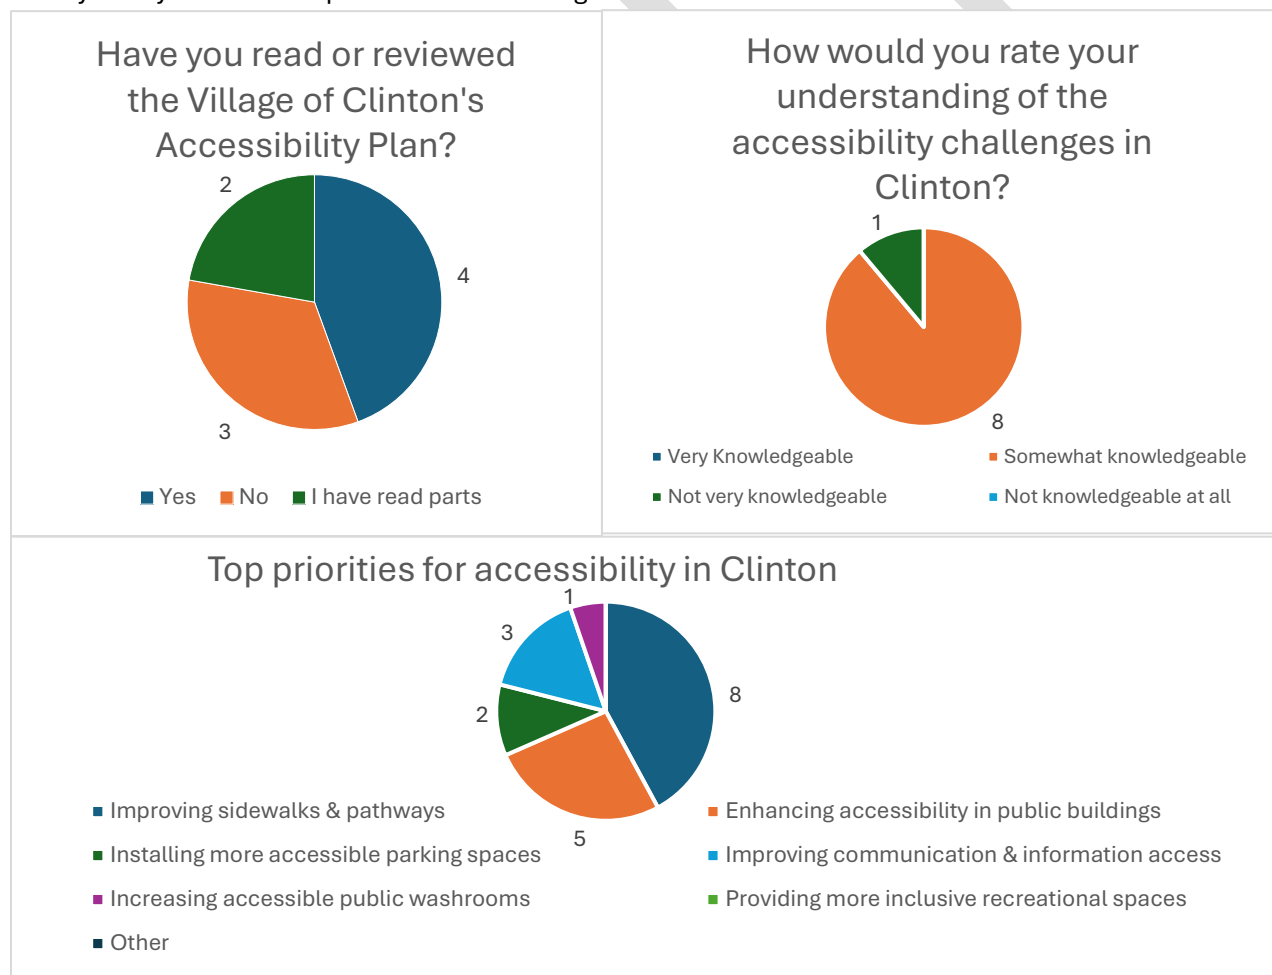 Have you read or reviewed
the Village of Clinton's
Accessibility Plan?
2
4
3
Yes No I have read parts
How would you rate your
understanding of the
accessibility challenges in
Clinton?
1
8
Very Knowledgeable Somewhat knowledgeable
Not very knowledgeable Not knowledgeable at all
Top priorities for accessibility in Clinton
1
3
8
2
5
Improving sidewalks & pathways Enhancing accessibility in public buildings
Installing more accessible parking spaces Improving communication & information access
Increasing accessible public washrooms Providing more inclusive recreational spaces
Other